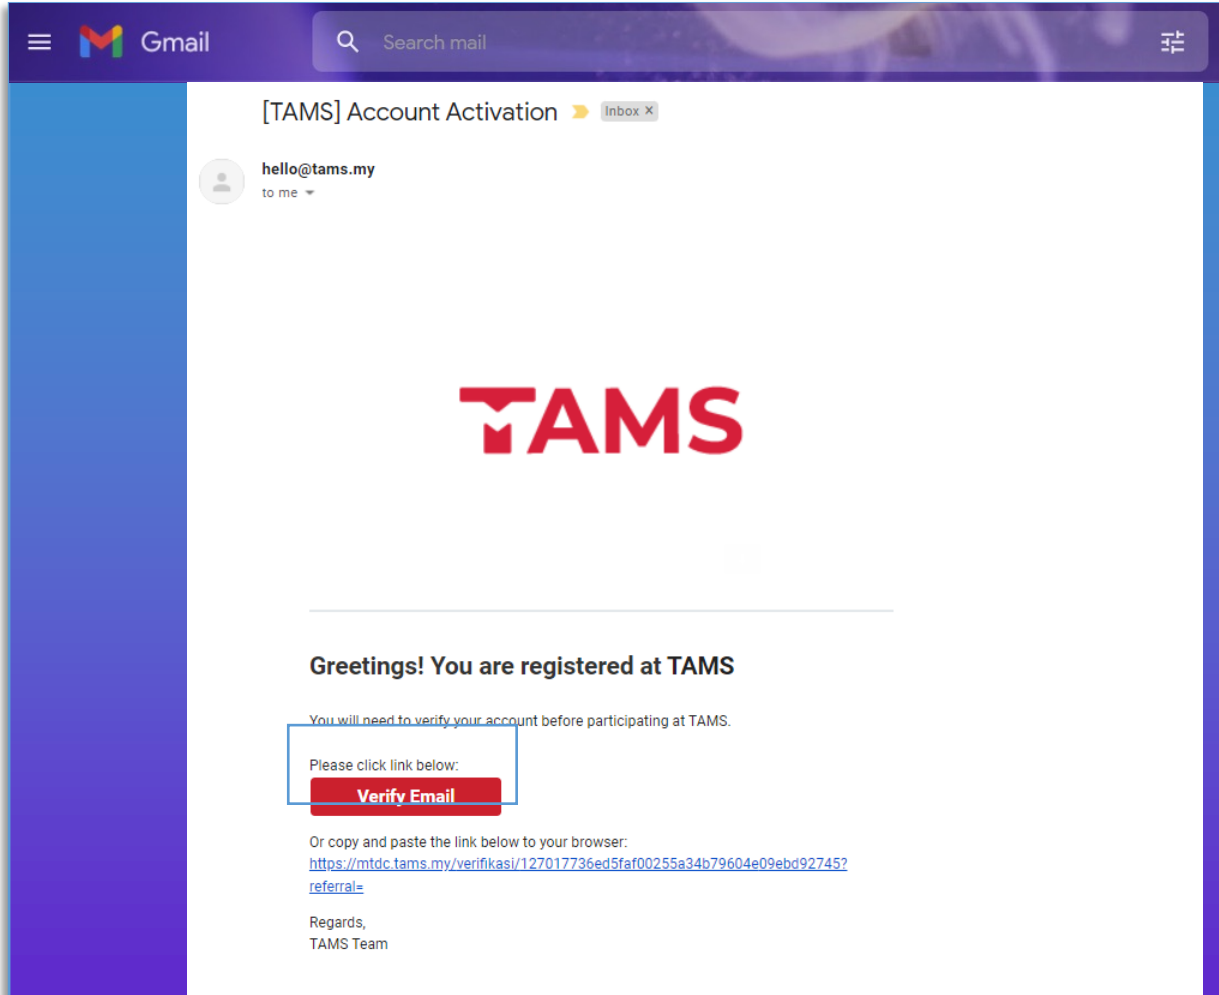 Gmail
Search mail
[TAMS] Account Activation
Inbox ×
hello@tams.my
to me
TAMS
Greetings! You are registered at TAMS
You will need to verify your account before participating at TAMS.
Please click link below:
Verify Email
Or copy and paste the link below to your browser:
https://mtdc.tams.my/verifikasi/127017736ed5faf00255a34b79604e09ebd92745?
referral=
Regards,
TAMS Team